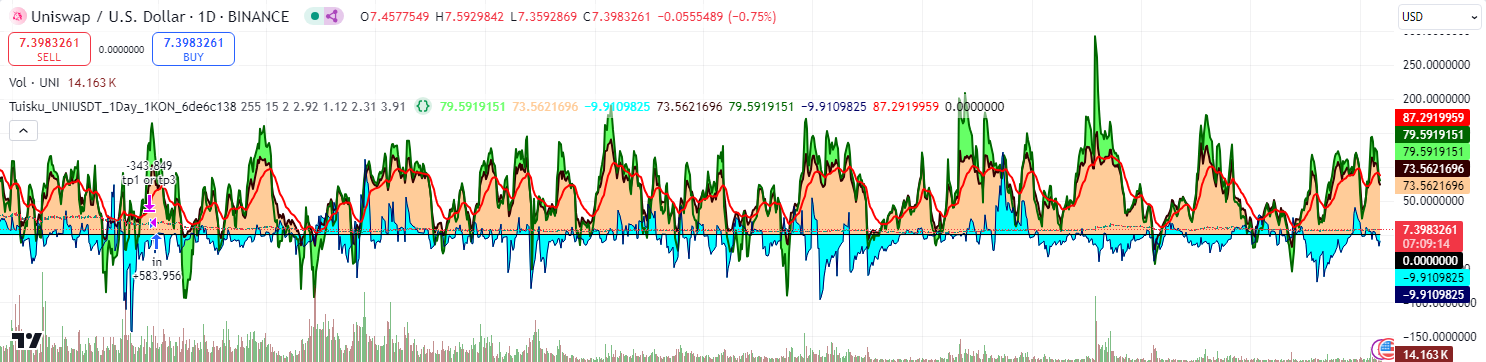 Uniswap / U.S. Dollar · 1D · BINANCE O7.4577549 H7.5929842 L7.3592869 C7.3983261 −0.0555489 (−0.75%)
USD
7.3983261 0.0000000 7.3983261
SELL BUY
250.0000000
Vol · UNI 14.163 K
200.0000000
Tuisku_UNIUSDT_1Day_1KON_6de6c138 255 15 2 2.92 1.12 2.31 3.91 {} 79.5919151 73.5621696 −9.9109825 73.5621696 79.5919151 −9.9109825 87.2919959 0.0000000
87.2919959
79.5919151
79.5919151
-343.849
tp1 or tp3
73.5621696
73.5621696
50.0000000
7.3983261
07:09:14
0.0000000
in
+583.956
−9.9109825
−9.9109825
−150.0000000
14.163 K